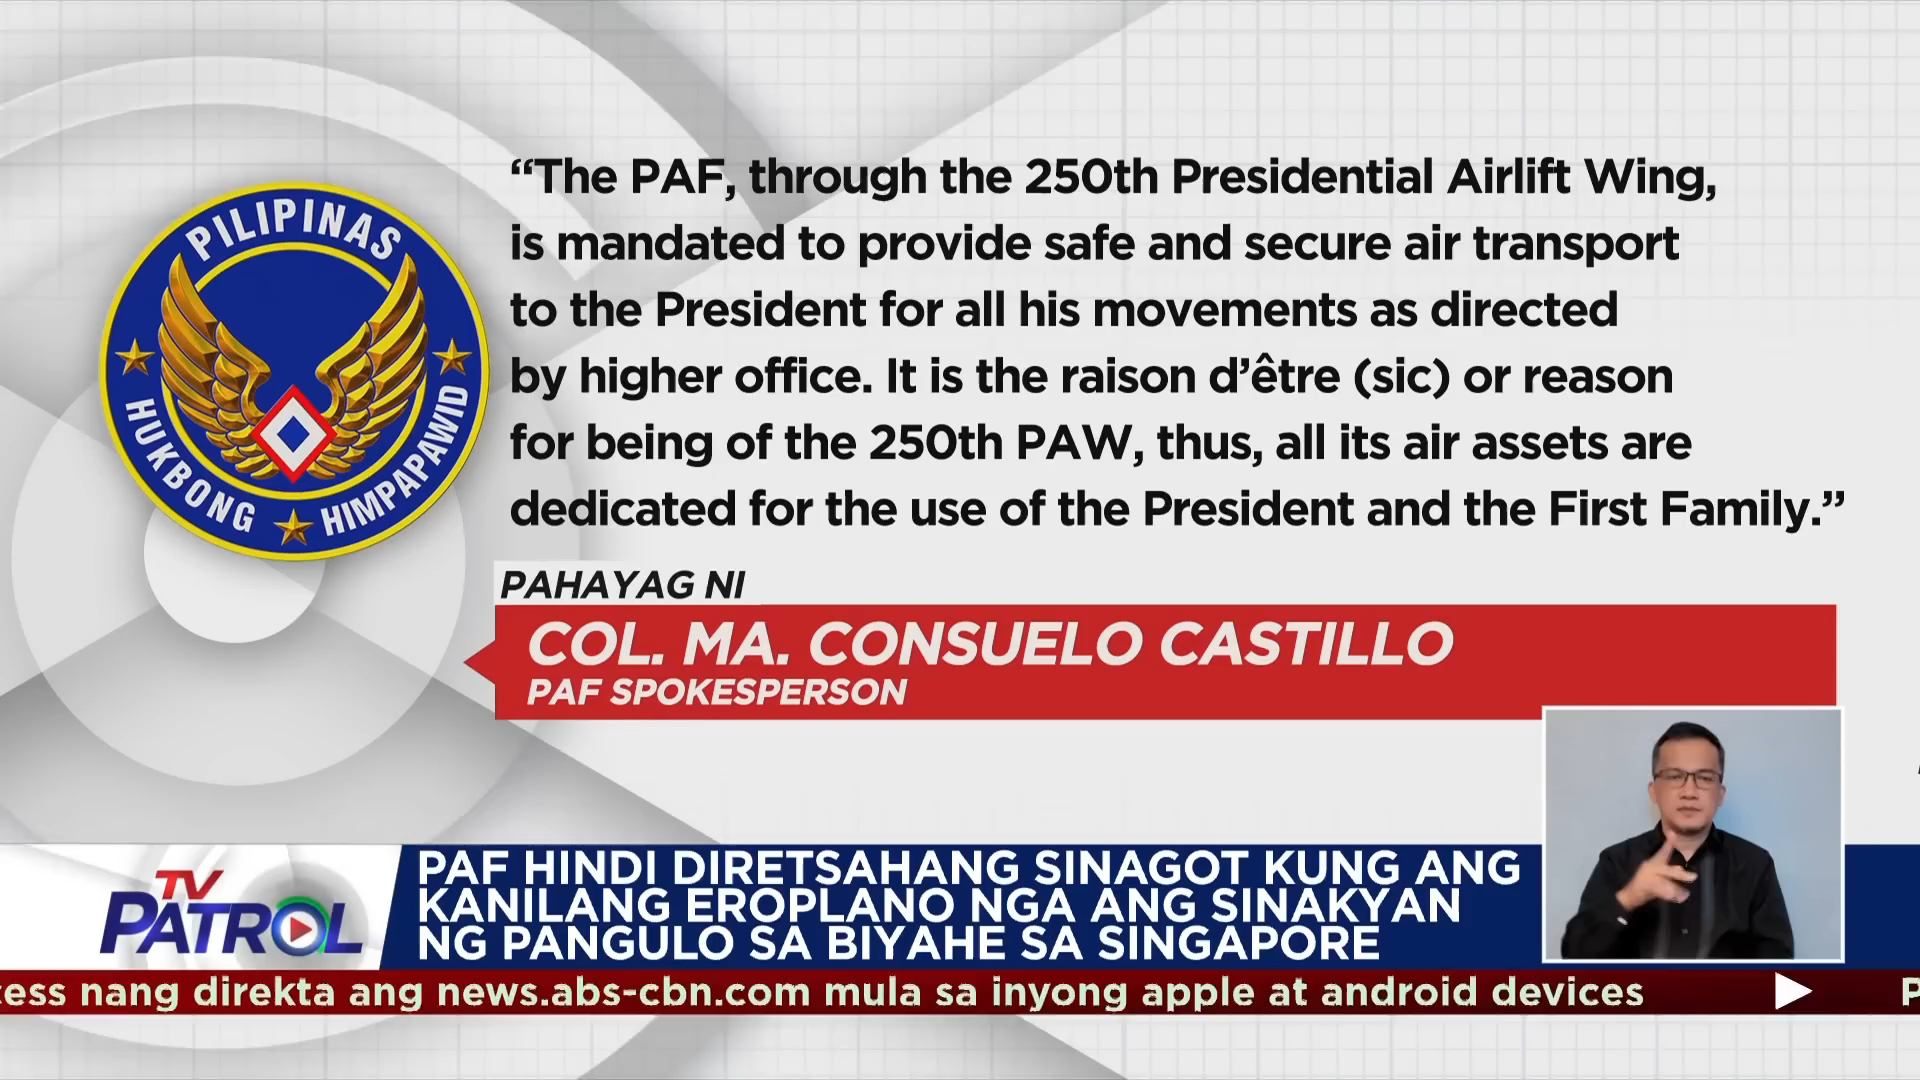 PILIPINAS
HUKBONG HIMPAPAWID
“The PAF, through the 250th Presidential Airlift Wing,
is mandated to provide safe and secure air transport
to the President for all his movements as directed
by higher office. It is the raison d’être (sic) or reason
for being of the 250th PAW, thus, all its air assets are
dedicated for the use of the President and the First Family.”
PAHAYAG NI
COL. MA. CONSUELO CASTILLO
PAF SPOKESPERSON
TV
PATROL
PAF HINDI DIRETSAHANG SINAGOT KUNG ANG
KANILANG EROPLANO NGA ANG SINAKYAN
NG PANGULO SA BIYAHE SA SINGAPORE
cess nang direkta ang news.abs-cbn.com mula sa inyong apple at android devices